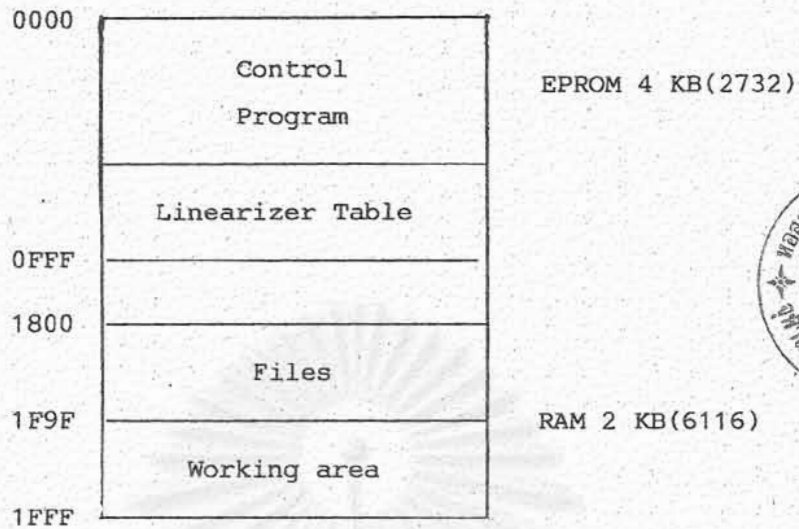 0000
Control
EPROM 4 KB(2732)
Program
Linearizer Table
0FFF
1800
Files
1F9F
RAM 2 KB(6116)
Working area
1FFF